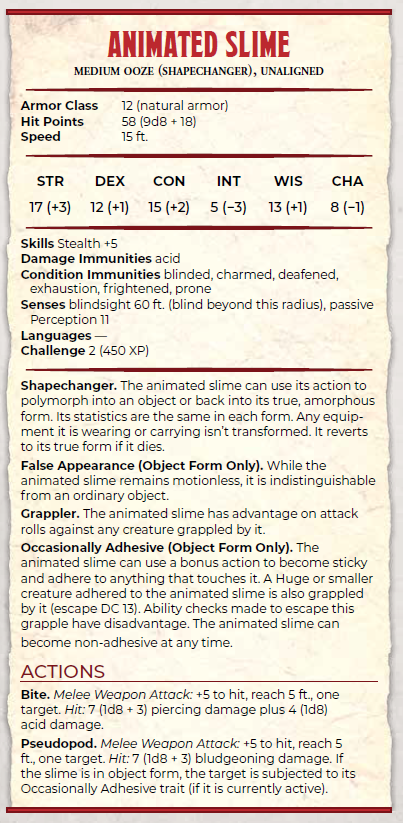 ANIMATED SLIME
MEDIUM OOZE (SHAPECHANGER), UNALIGNED
Armor Class 12 (natural armor)
Hit Points 58 (9d8 + 18)
Speed 15 ft.
STR DEX CON INT WIS CHA
17 (+3) 12 (+1) 15 (+2) 5 (−3) 13 (+1) 8 (−1)
Skills Stealth +5
Damage Immunities acid
Condition Immunities blinded, charmed, deafened,
exhaustion, frightened, prone
Senses blindsight 60 ft. (blind beyond this radius), passive
Perception 11
Languages —
Challenge 2 (450 XP)
Shapechanger. The animated slime can use its action to
polymorph into an object or back into its true, amorphous
form. Its statistics are the same in each form. Any equip-
ment it is wearing or carrying isn’t transformed. It reverts
to its true form if it dies.
False Appearance (Object Form Only). While the
animated slime remains motionless, it is indistinguishable
from an ordinary object.
Grappler. The animated slime has advantage on attack
rolls against any creature grappled by it.
Occasionally Adhesive (Object Form Only). The
animated slime can use a bonus action to become sticky
and adhere to anything that touches it. A Huge or smaller
creature adhered to the animated slime is also grappled
by it (escape DC 13). Ability checks made to escape this
grapple have disadvantage. The animated slime can
become non-adhesive at any time.
ACTIONS
Bite. Melee Weapon Attack: +5 to hit, reach 5 ft., one
target. Hit: 7 (1d8 + 3) piercing damage plus 4 (1d8)
acid damage.
Pseudopod. Melee Weapon Attack: +5 to hit, reach 5
ft., one target. Hit: 7 (1d8 + 3) bludgeoning damage. If
the slime is in object form, the target is subjected to its
Occasionally Adhesive trait (if it is currently active).